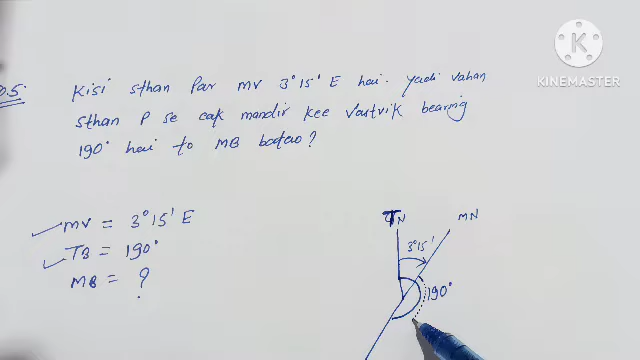 0.5.
Kisi sthan Par MV 3°15' E hai. yadi vahan
sthan P se eak mandir kee vastvik bearing
190° hai to MB batao?
MV = 3°15' E
TB = 190°
MB = ?
TN
MN
3°15'
190°
K
KINEMASTER